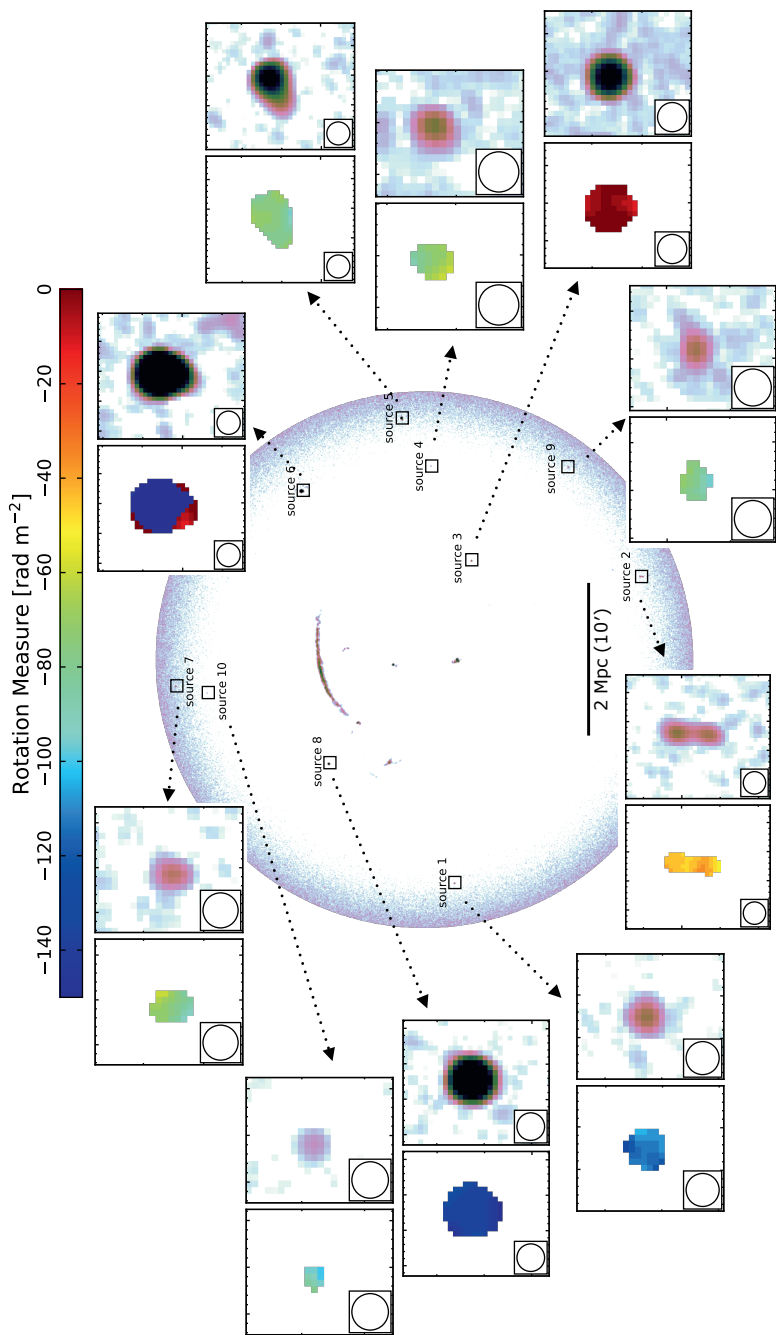 Rotation Measure [rad m⁻²]
−140
−120
−100
−80
−60
−40
−20
0
source 7
source 10
source 6
source 5
source 4
source 8
source 3
source 9
source 1
source 2
2 Mpc (10′)